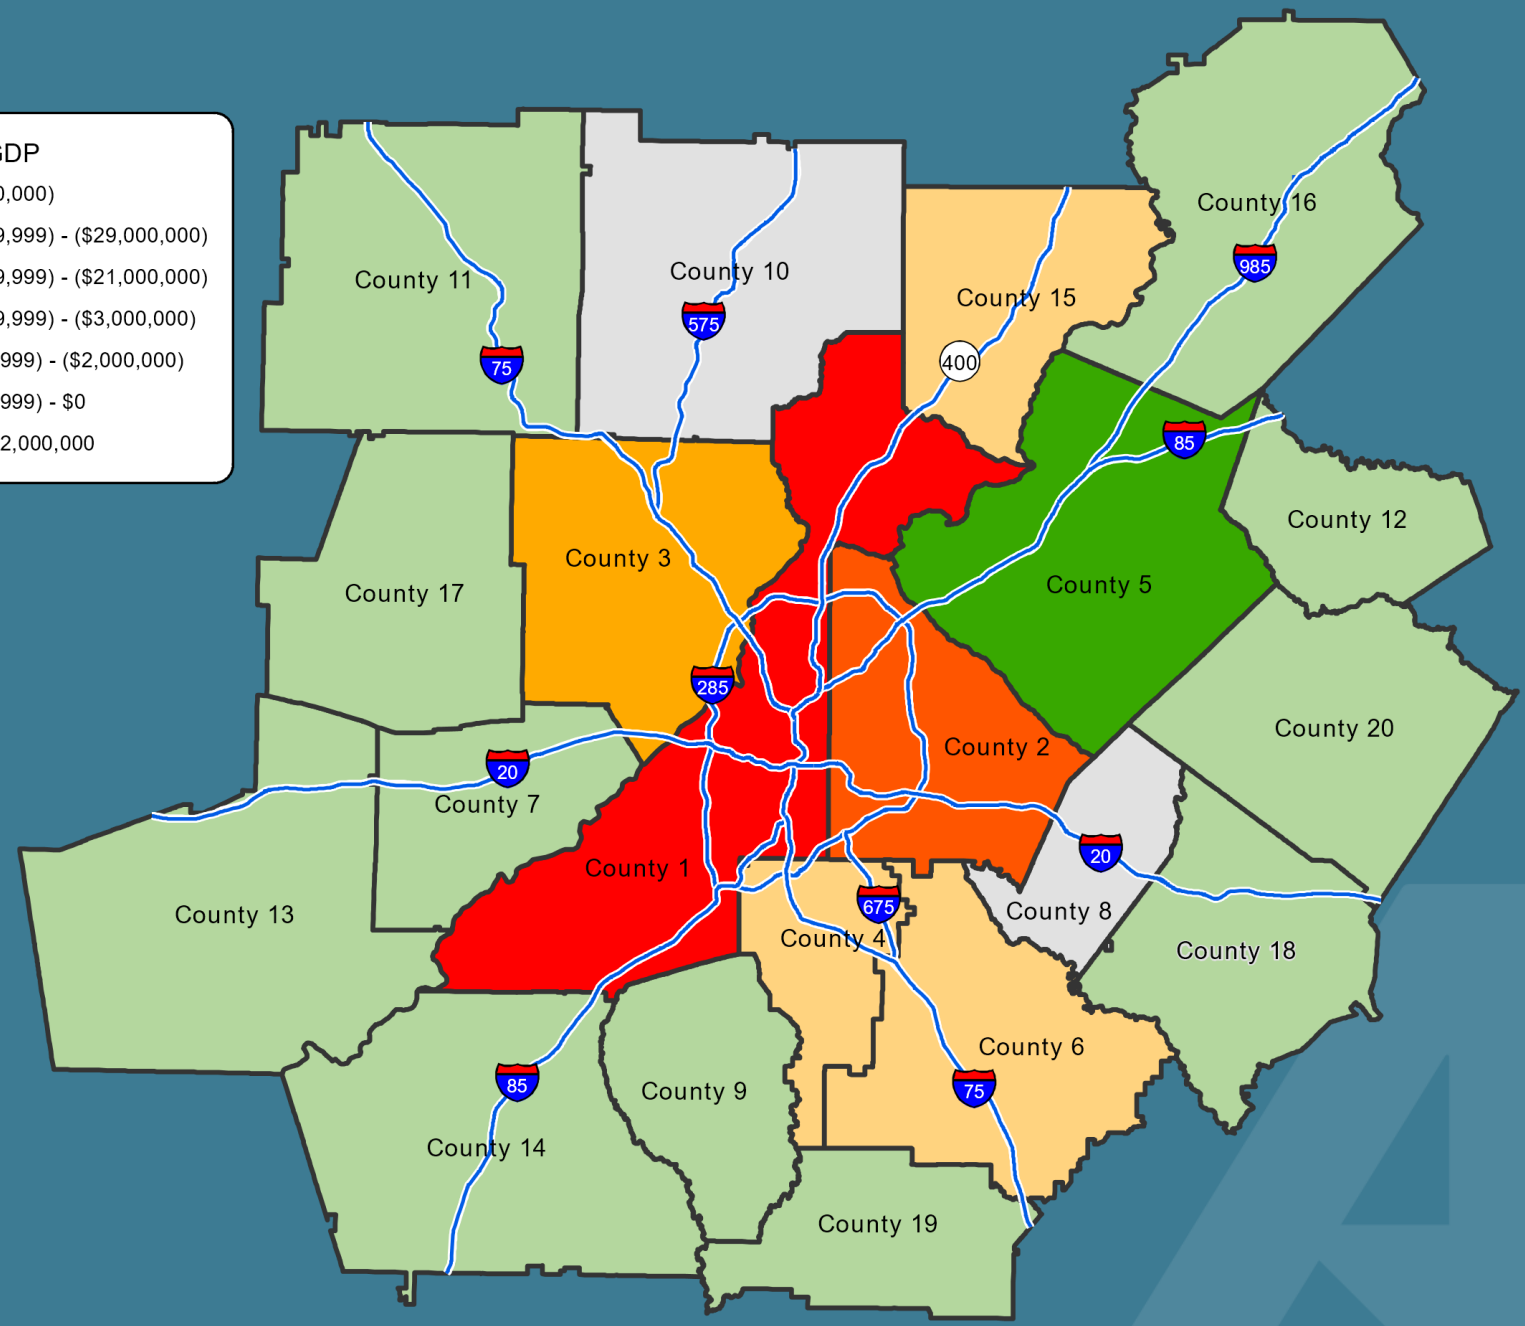 GDP
0,000)
9,999) - ($29,000,000)
9,999) - ($21,000,000)
9,999) - ($3,000,000)
999) - ($2,000,000)
999) - $0
2,000,000
County 16
985
County 10
County 11
County 15
575
400
75
85
County 12
County 3
County 5
County 17
285
County 20
County 2
20
County 7
20
County 1
675
County 8
County 13
County 4
County 18
County 6
85
75
County 9
County 14
County 19